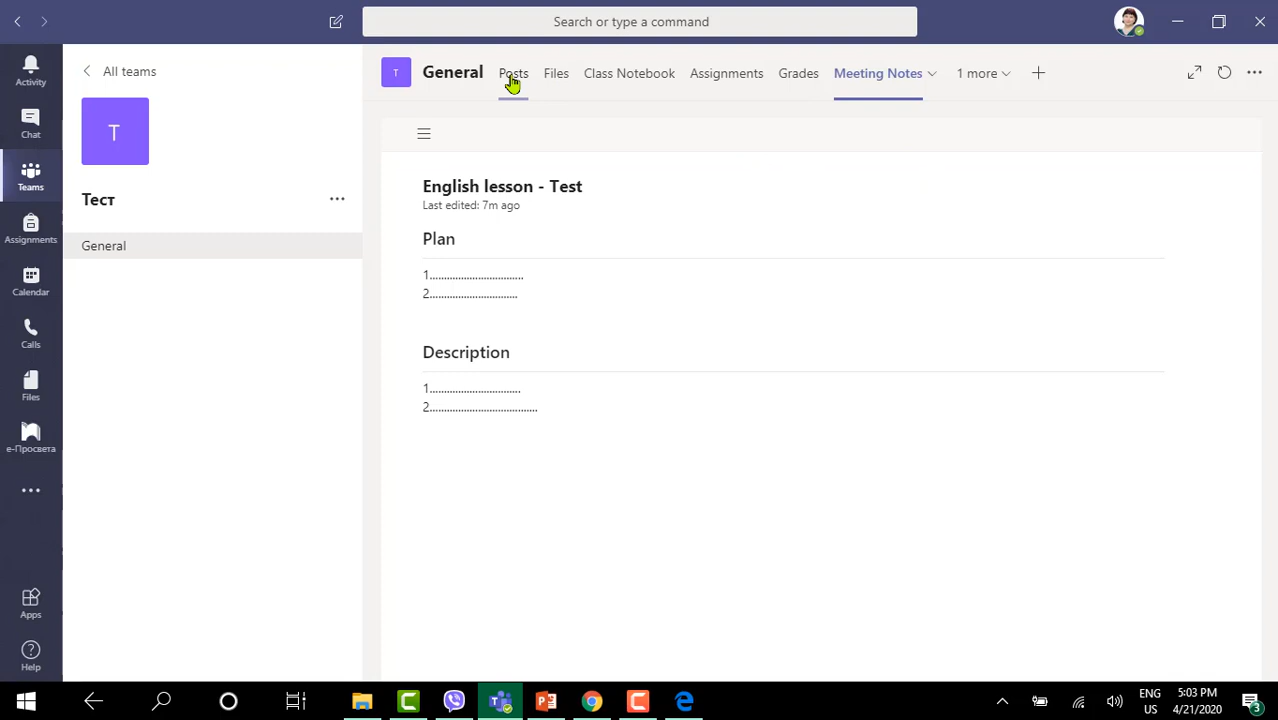 Search or type a command
Activity
Chat
Teams
Assignments
Calendar
Calls
Files
е-Просвета
Apps
Help
All teams
T
Тест
General
T
General
Posts
Files
Class Notebook
Assignments
Grades
Meeting Notes
1 more
English lesson - Test
Last edited: 7m ago
Plan
1...............................
2.............................
Description
1..............................
2....................................
ENG
US
5:03 PM
4/21/2020
3